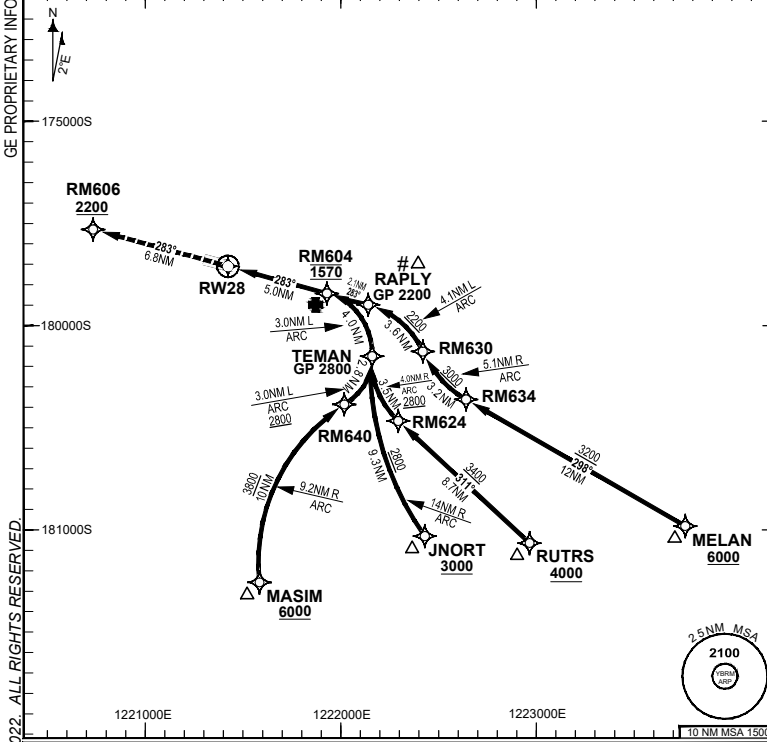 GE PROPRIETARY INFO
022. ALL RIGHTS RESERVED.
N
2°E
175000S
180000S
181000S
1221000E
1222000E
1223000E
RM606
2200
283°
6.8NM
RW28
283°
5.0NM
RM604
1570
2.1NM
283°
RAPLY
GP 2200
#
4.1NM L
ARC
2200
3.6NM
RM630
5.1NM R
ARC
3000
3.2NM
RM634
3200
298°
12NM
MELAN
6000
3.0NM L
ARC
4.0NM
TEMAN
GP 2800
2.8NM
3.0NM L
ARC
2800
RM640
4.0NM R
ARC
2800
3.5NM
RM624
3400
311°
8.7NM
RUTRS
4000
2800
9.3NM
14NM R
ARC
JNORT
3000
3800
10NM
9.2NM R
ARC
MASIM
6000
25NM MSA
2100
YBRM
ARP
10 NM MSA 1500